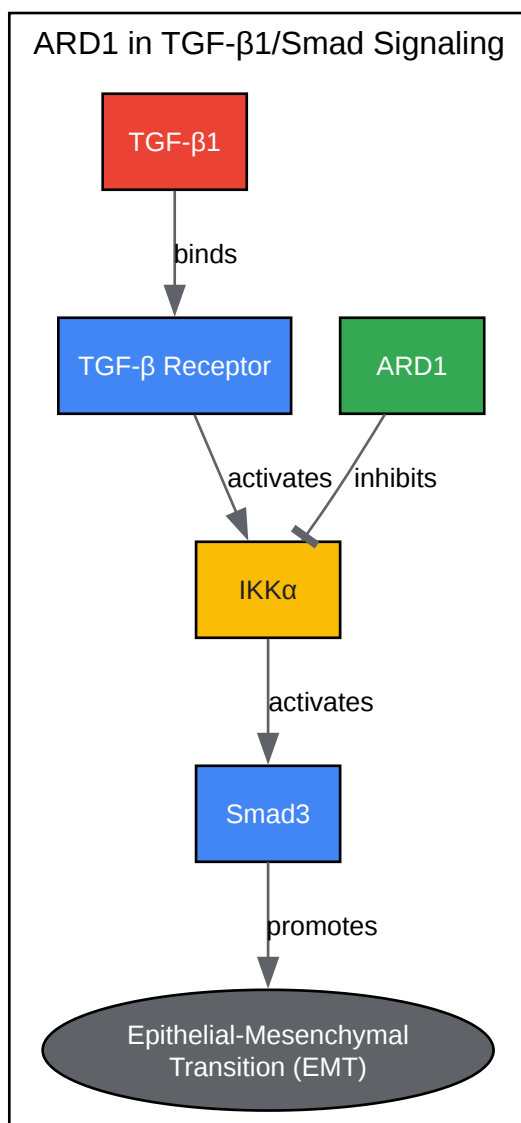 ARD1 in TGF-β1/Smad Signaling
TGF-β1
binds
TGF-β Receptor
ARD1
activates
inhibits
IKKα
activates
Smad3
promotes
Epithelial-Mesenchymal
Transition (EMT)